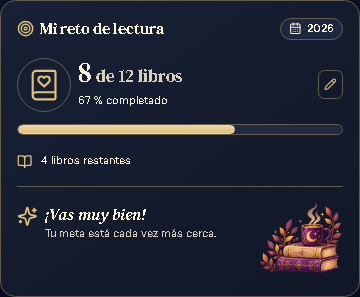 Mi reto de lectura
2026
8 de 12 libros
67 % completado
4 libros restantes
¡Vas muy bien!
Tu meta está cada vez más cerca.